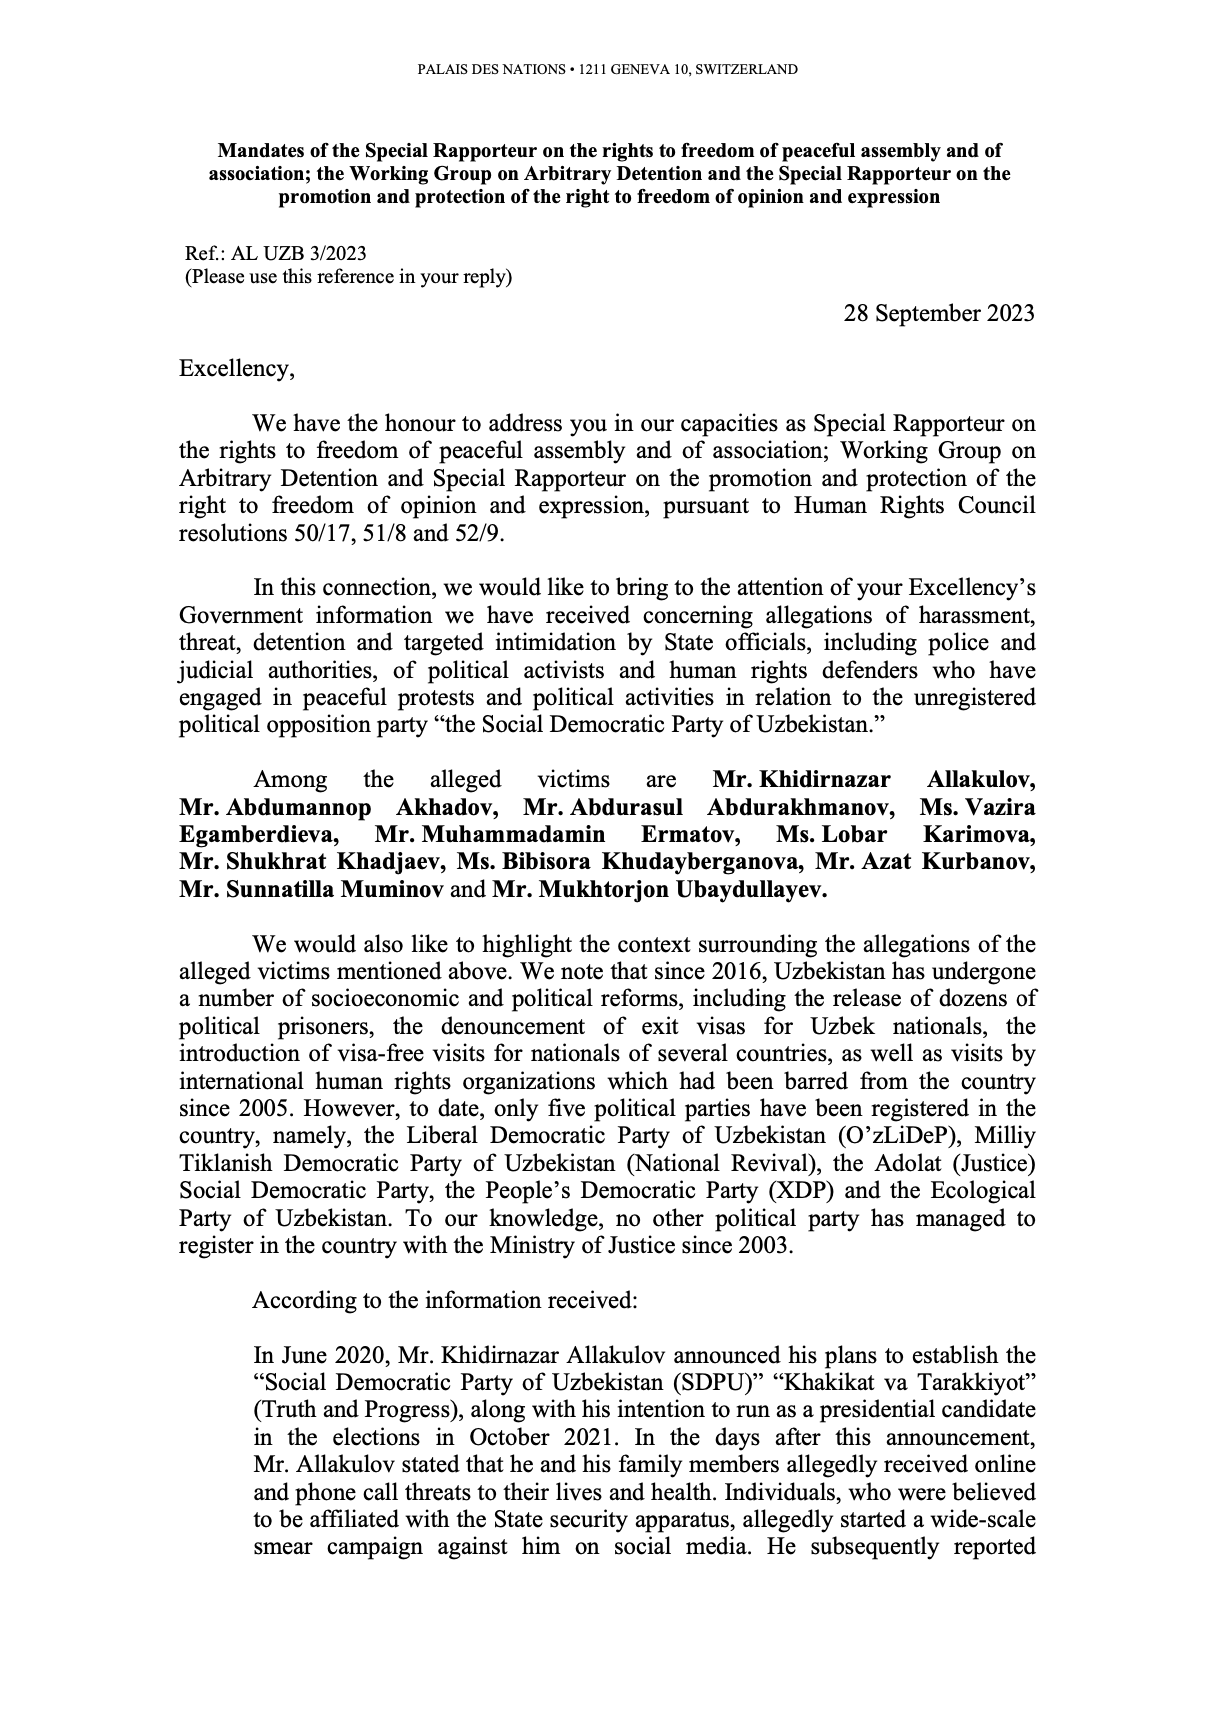 PALAIS DES NATIONS • 1211 GENEVA 10, SWITZERLAND
Mandates of the Special Rapporteur on the rights to freedom of peaceful assembly and of
association; the Working Group on Arbitrary Detention and the Special Rapporteur on the
promotion and protection of the right to freedom of opinion and expression
Ref.: AL UZB 3/2023
(Please use this reference in your reply)
28 September 2023
Excellency,
We have the honour to address you in our capacities as Special Rapporteur on
the rights to freedom of peaceful assembly and of association; Working Group on
Arbitrary Detention and Special Rapporteur on the promotion and protection of the
right to freedom of opinion and expression, pursuant to Human Rights Council
resolutions 50/17, 51/8 and 52/9.
In this connection, we would like to bring to the attention of your Excellency’s
Government information we have received concerning allegations of harassment,
threat, detention and targeted intimidation by State officials, including police and
judicial authorities, of political activists and human rights defenders who have
engaged in peaceful protests and political activities in relation to the unregistered
political opposition party “the Social Democratic Party of Uzbekistan.”
Among the alleged victims are Mr. Khidirnazar Allakulov,
Mr. Abdumannop Akhadov, Mr. Abdurasul Abdurakhmanov, Ms. Vazira
Egamberdieva, Mr. Muhammadamin Ermatov, Ms. Lobar Karimova,
Mr. Shukhrat Khadjaev, Ms. Bibisora Khudayberganova, Mr. Azat Kurbanov,
Mr. Sunnatilla Muminov and Mr. Mukhtorjon Ubaydullayev.
We would also like to highlight the context surrounding the allegations of the
alleged victims mentioned above. We note that since 2016, Uzbekistan has undergone
a number of socioeconomic and political reforms, including the release of dozens of
political prisoners, the denouncement of exit visas for Uzbek nationals, the
introduction of visa-free visits for nationals of several countries, as well as visits by
international human rights organizations which had been barred from the country
since 2005. However, to date, only five political parties have been registered in the
country, namely, the Liberal Democratic Party of Uzbekistan (O’zLiDeP), Milliy
Tiklanish Democratic Party of Uzbekistan (National Revival), the Adolat (Justice)
Social Democratic Party, the People’s Democratic Party (XDP) and the Ecological
Party of Uzbekistan. To our knowledge, no other political party has managed to
register in the country with the Ministry of Justice since 2003.
According to the information received:
In June 2020, Mr. Khidirnazar Allakulov announced his plans to establish the
“Social Democratic Party of Uzbekistan (SDPU)” “Khakikat va Tarakkiyot”
(Truth and Progress), along with his intention to run as a presidential candidate
in the elections in October 2021. In the days after this announcement,
Mr. Allakulov stated that he and his family members allegedly received online
and phone call threats to their lives and health. Individuals, who were believed
to be affiliated with the State security apparatus, allegedly started a wide-scale
smear campaign against him on social media. He subsequently reported